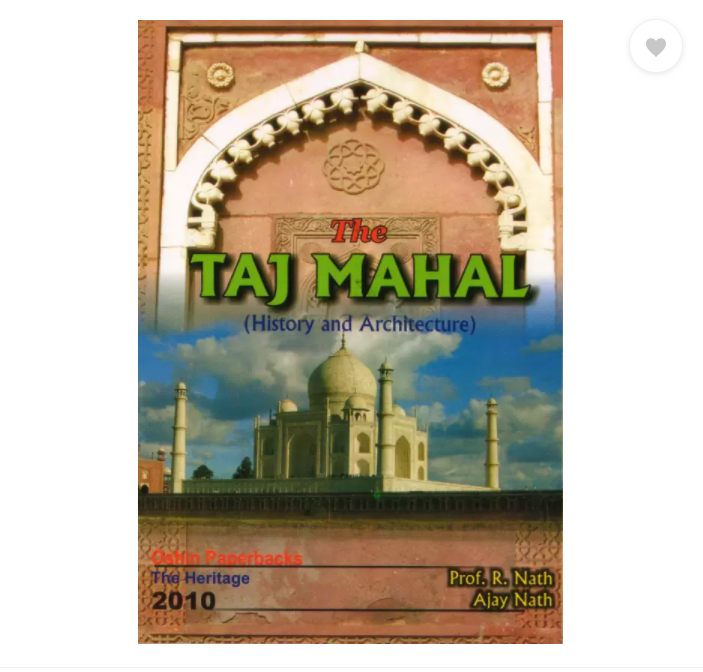 The
TAJ MAHAL
(History and Architecture)
Oshin Paperbacks
The Heritage
2010
Prof. R. Nath
Ajay Nath